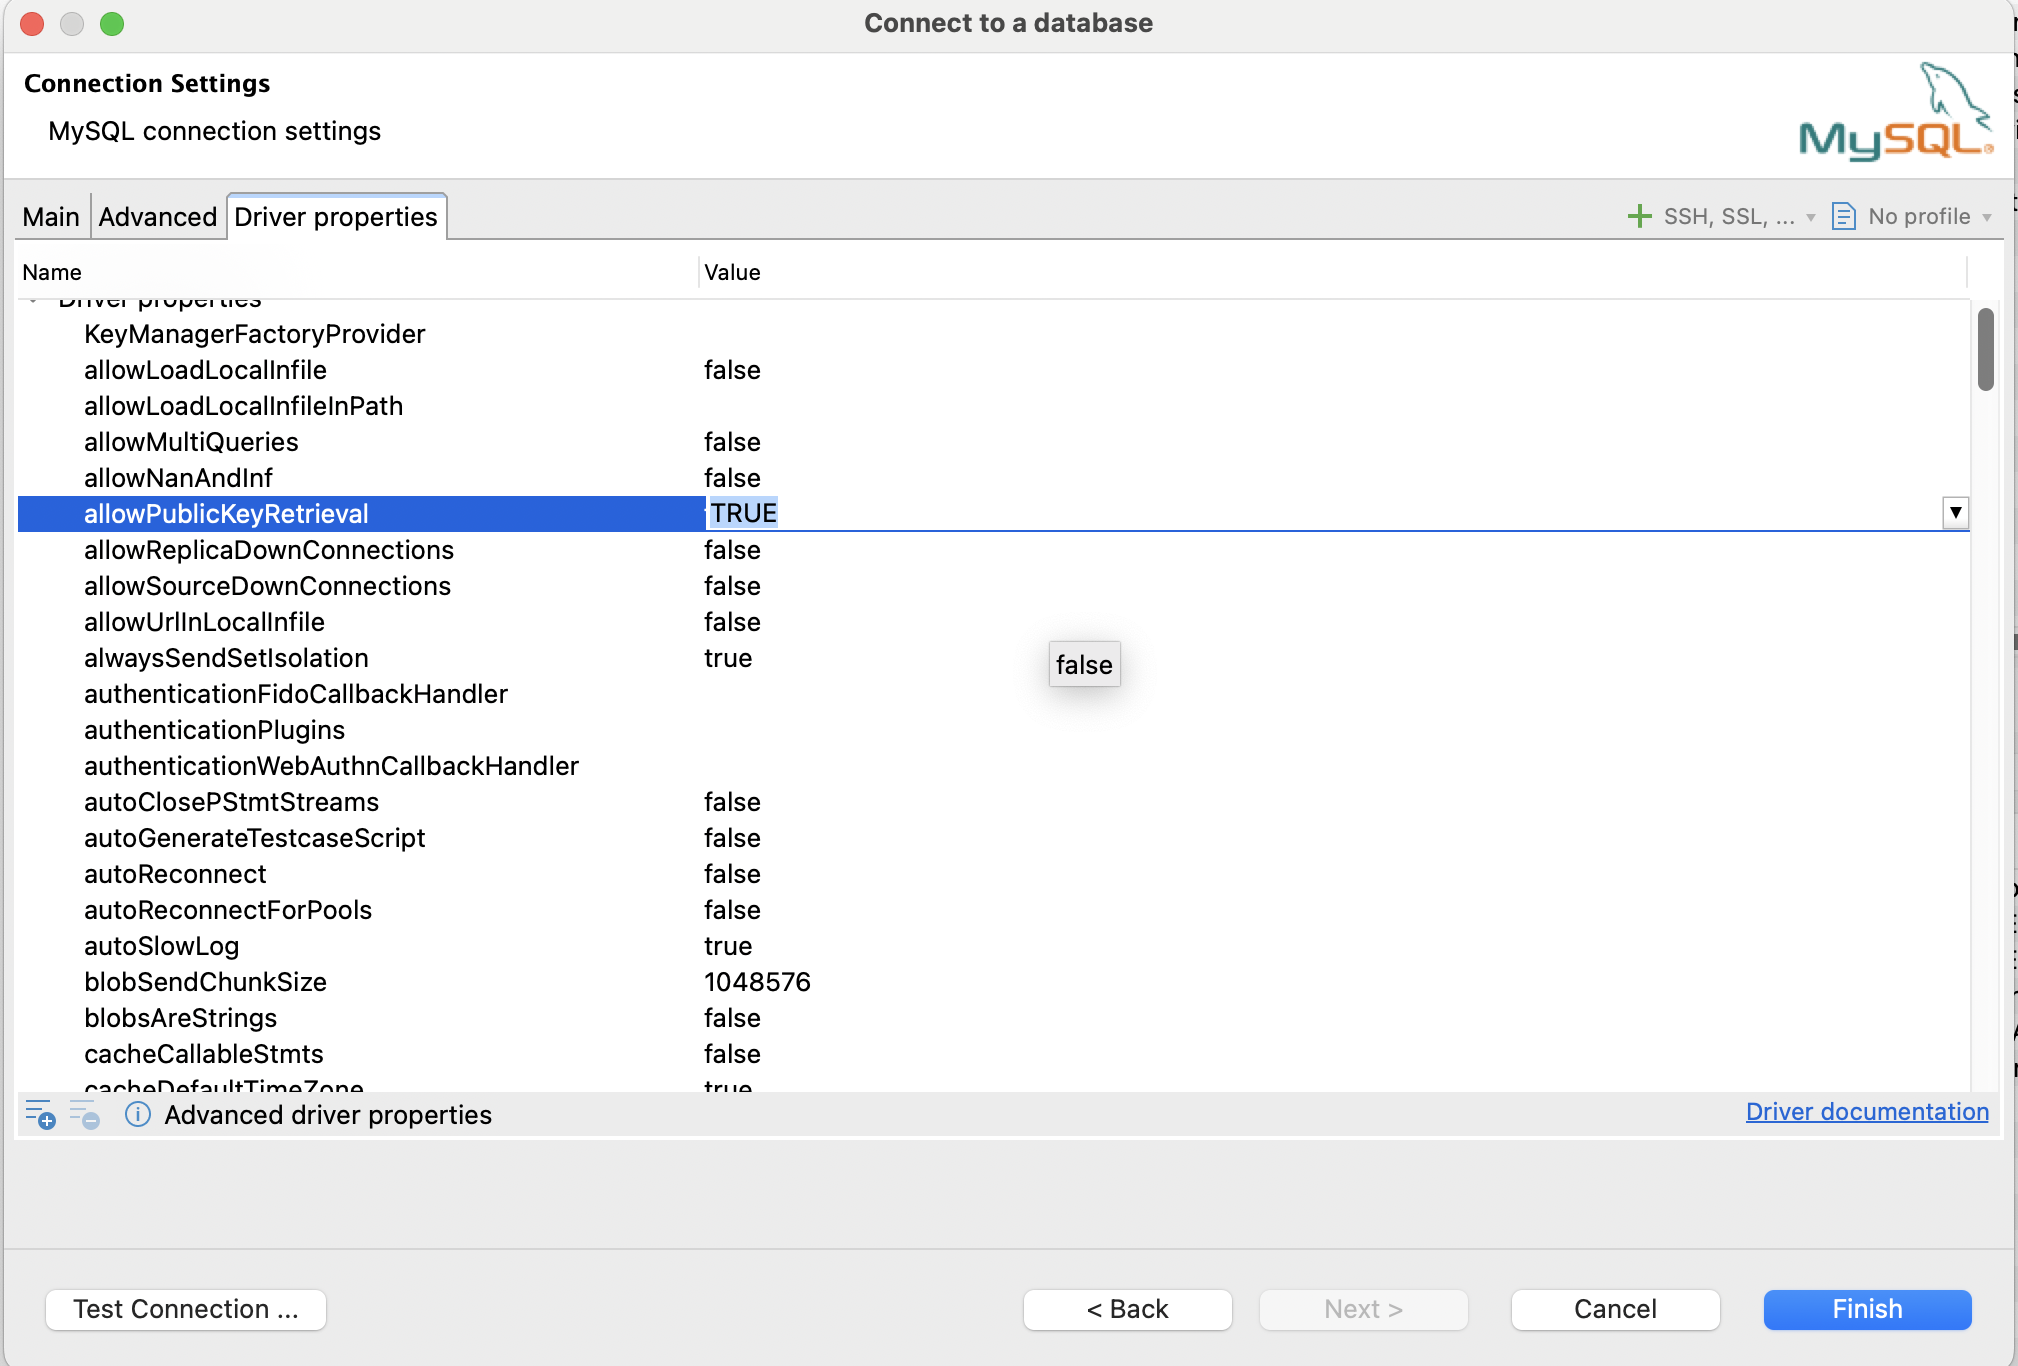 Connect to a database
Connection Settings
MySQL connection settings
MySQL®
Main Advanced Driver properties SSH, SSL, ... No profile
Name Value
Driver properties
KeyManagerFactoryProvider
allowLoadLocalInfile false
allowLoadLocalInfileInPath
allowMultiQueries false
allowNanAndInf false
allowPublicKeyRetrieval TRUE
allowReplicaDownConnections false
allowSourceDownConnections false
allowUrlInLocalInfile false
alwaysSendSetIsolation true
false
authenticationFidoCallbackHandler
authenticationPlugins
authenticationWebAuthnCallbackHandler
autoClosePStmtStreams false
autoGenerateTestcaseScript false
autoReconnect false
autoReconnectForPools false
autoSlowLog true
blobSendChunkSize 1048576
blobsAreStrings false
cacheCallableStmts false
cacheDefaultTimeZone true
Advanced driver properties Driver documentation
Test Connection ... < Back Next > Cancel Finish